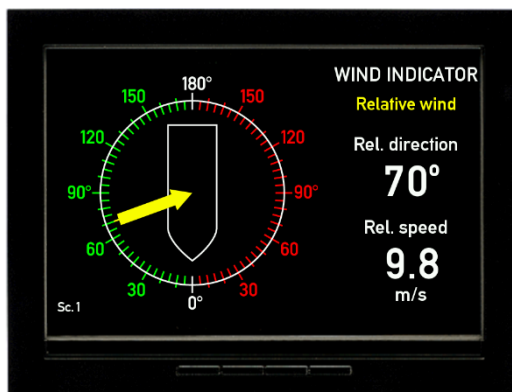 WIND INDICATOR
Relative wind
Rel. direction
70°
Rel. speed
9.8
m/s
180°
150 150
120 120
90° 90°
60 60
30 30
0°
Sc.1